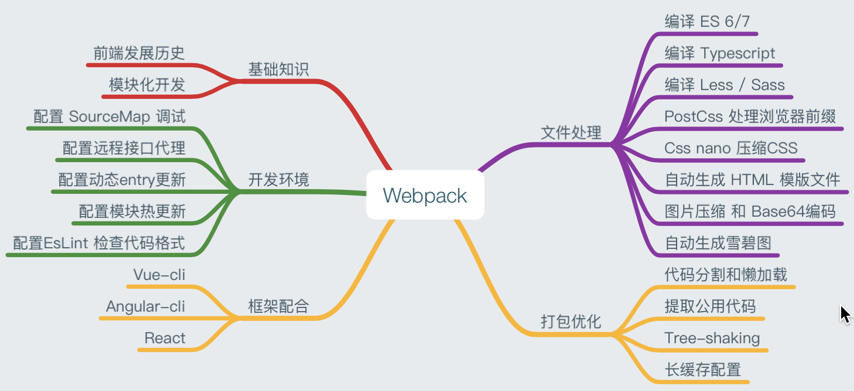 Webpack
基础知识
前端发展历史
模块化开发
开发环境
配置 SourceMap 调试
配置远程接口代理
配置动态entry更新
配置模块热更新
配置EsLint 检查代码格式
框架配合
Vue-cli
Angular-cli
React
文件处理
编译 ES 6/7
编译 Typescript
编译 Less / Sass
PostCss 处理浏览器前缀
Css nano 压缩CSS
自动生成 HTML 模版文件
图片压缩 和 Base64编码
自动生成雪碧图
打包优化
代码分割和懒加载
提取公用代码
Tree-shaking
长缓存配置